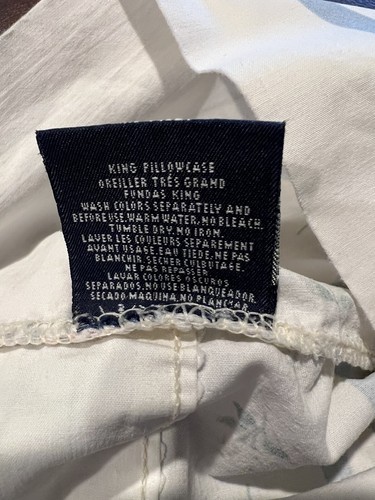 KING PILLOWCASE
OREILLER TRÈS GRAND
FUNDAS KING
WASH COLORS SEPARATELY AND
BEFORE USE. WARM WATER. NO BLEACH.
TUMBLE DRY. NO IRON.
LAVER LES COULEURS SEPAREMENT
AVANT USAGE. EAU TIEDE. NE PAS
BLANCHIR. SECHER CULBUTAGE.
NE PAS REPASSER
LAVAR COLORES OSCUROS
SEPARADOS. NO USE BLANQUEADOR.
SECADO MAQUINA. NO PLANCHAR